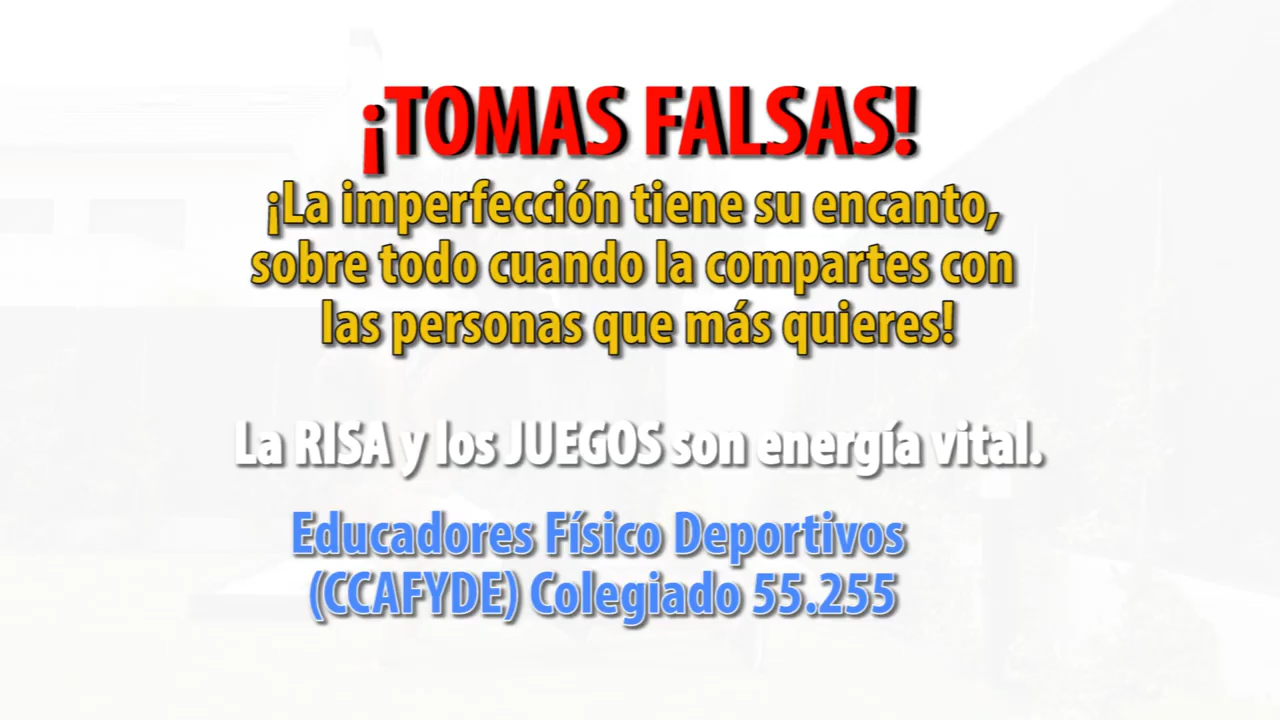 ¡TOMAS FALSAS!
¡La imperfección tiene su encanto,
sobre todo cuando la compartes con
las personas que más quieres!
La RISA y los JUEGOS son energía vital.
Educadores Físico Deportivos
(CCAFYDE) Colegiado 55.255